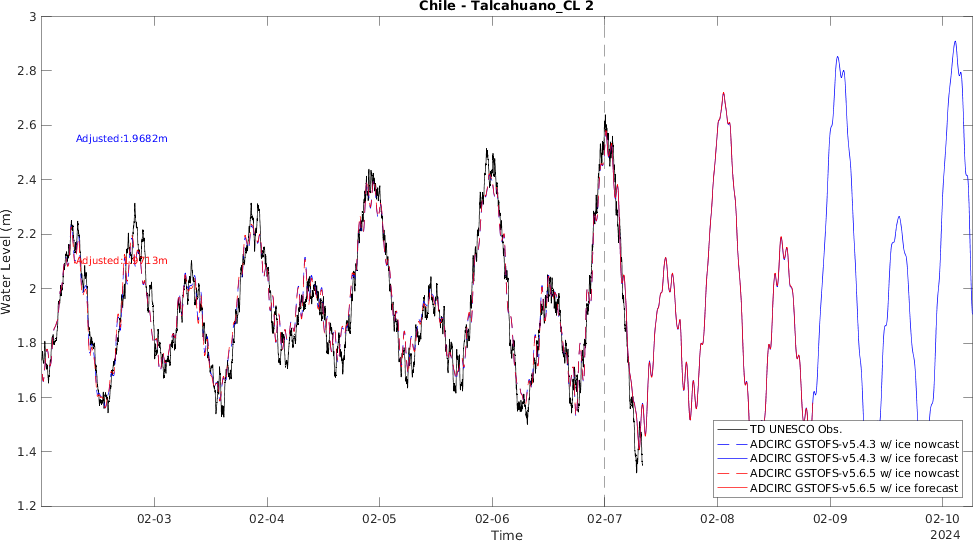 Chile - Talcahuano_CL 2
3
2.8
2.6
2.4
2.2
2
1.8
1.6
1.4
1.2
Water Level (m)
Adjusted:1.9682m
Adjusted:1.9713m
TD UNESCO Obs.
ADCIRC GSTOFS-v5.4.3 w/ ice nowcast
ADCIRC GSTOFS-v5.4.3 w/ ice forecast
ADCIRC GSTOFS-v5.6.5 w/ ice nowcast
ADCIRC GSTOFS-v5.6.5 w/ ice forecast
02-03 02-04 02-05 02-06 02-07 02-08 02-09 02-10
Time 2024